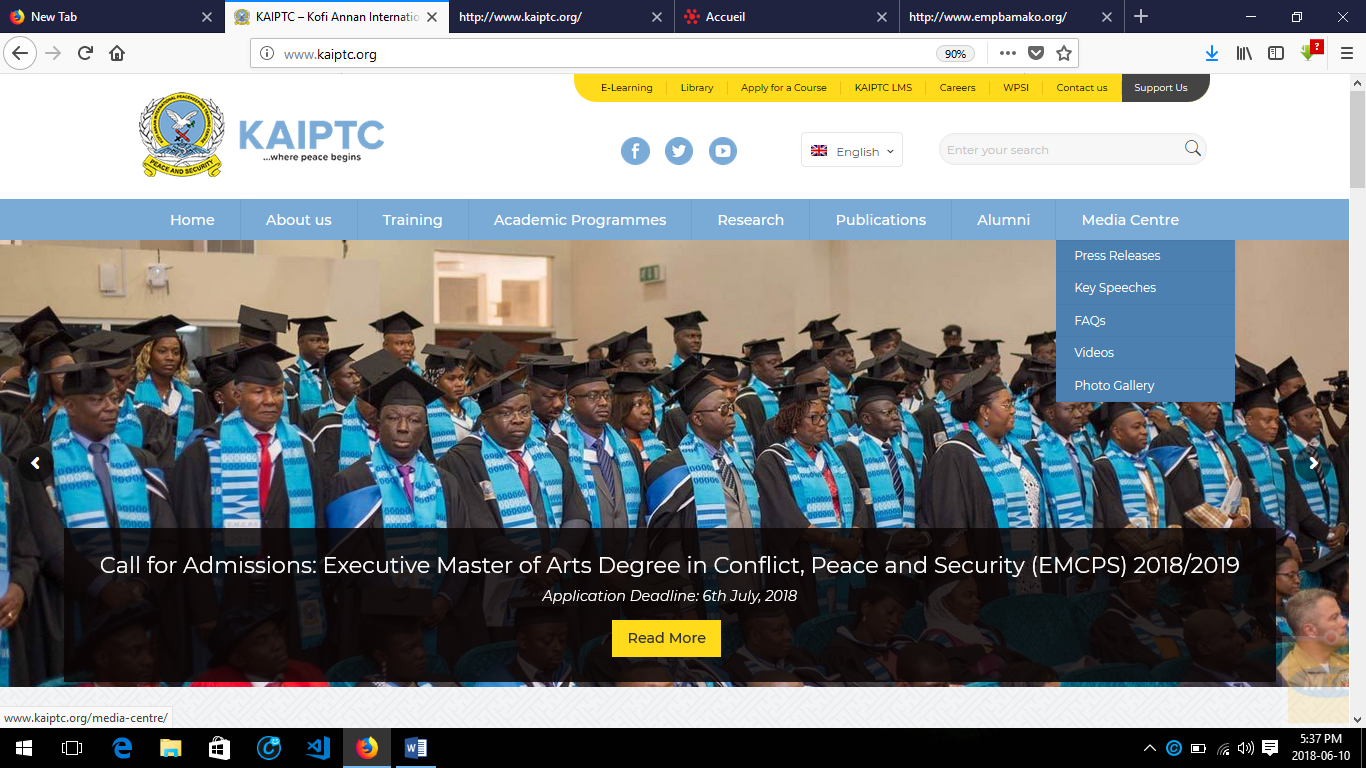 New Tab
KAIPTC – Kofi Annan Internatio
http://www.kaiptc.org/
Accueil
http://www.empbamako.org/
www.kaiptc.org
90%
?
E-Learning
Library
Apply for a Course
KAIPTC LMS
Careers
WPSI
Contact us
Support Us
PEACE AND SECURITY
KAIPTC
...where peace begins
English
Enter your search
Home
About us
Training
Academic Programmes
Research
Publications
Alumni
Media Centre
Press Releases
Key Speeches
FAQs
Videos
Photo Gallery
Call for Admissions: Executive Master of Arts Degree in Conflict, Peace and Security (EMCPS) 2018/2019
Application Deadline: 6th July, 2018
Read More
www.kaiptc.org/media-centre/
5:37 PM
2018-06-10